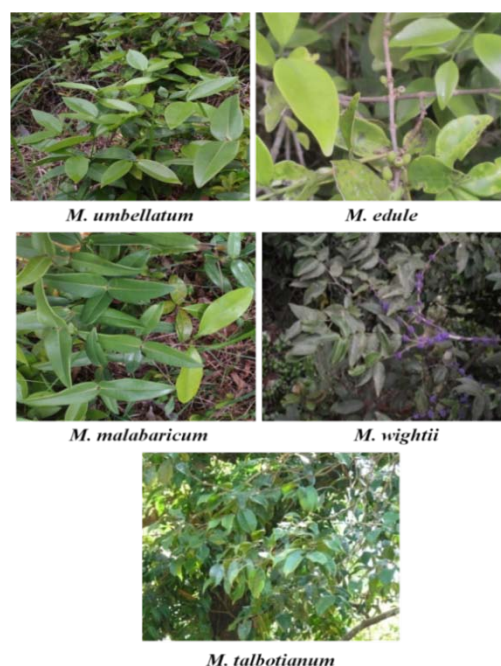 M. umbellatum
M. edule
M. malabaricum
M. wightii
M. talbotianum